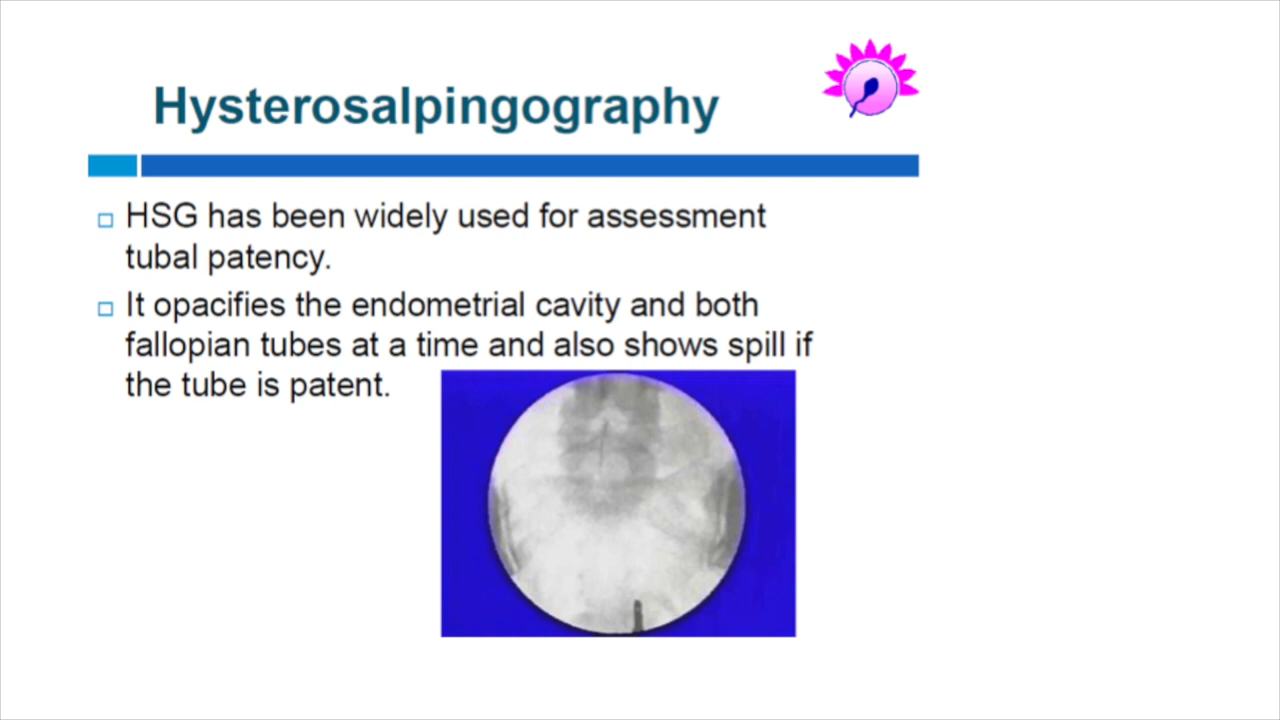 Hysterosalpingography
HSG has been widely used for assessment
tubal patency.
It opacifies the endometrial cavity and both
fallopian tubes at a time and also shows spill if
the tube is patent.